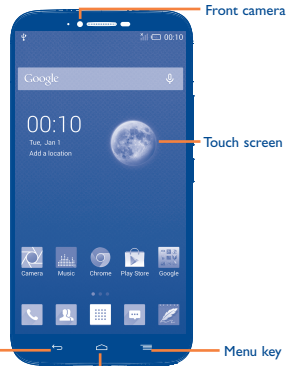 Front camera
00:10
Google
00:10
Tue, Jan 1
Add a location
Touch screen
Camera Music Chrome Play Store Google
Menu key